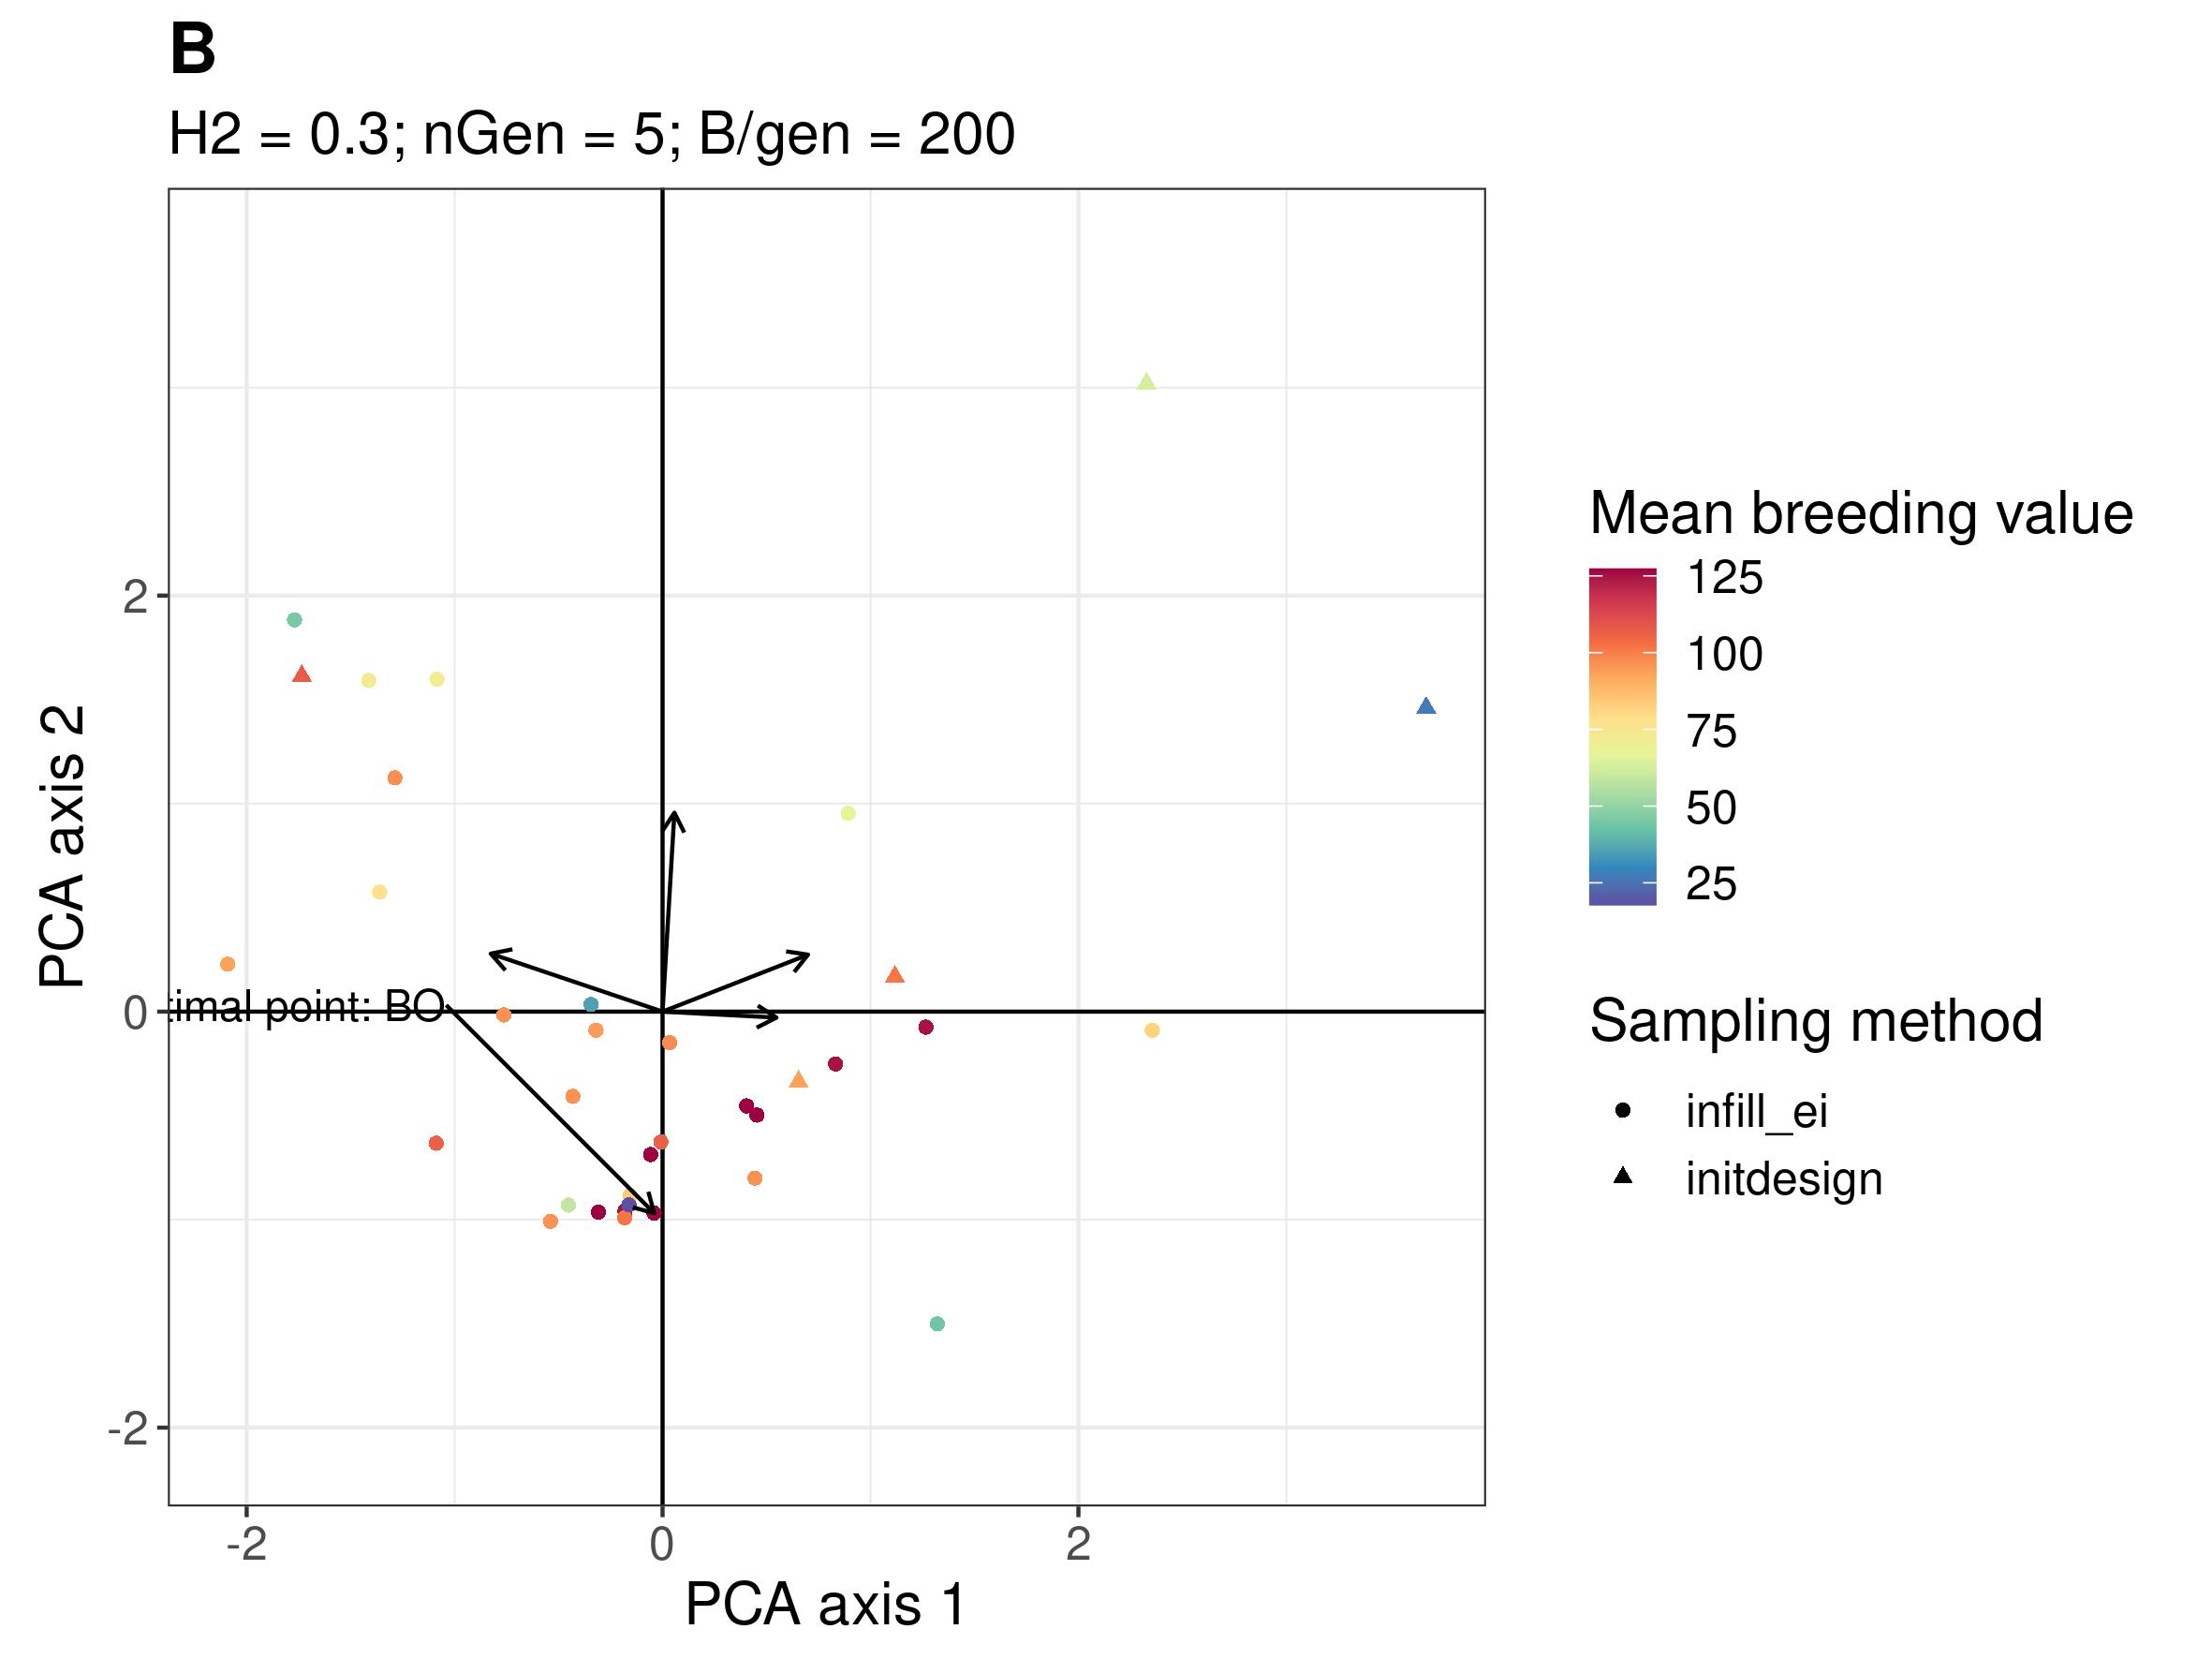 B
H2 = 0.3; nGen = 5; B/gen = 200
PCA axis 2
2
0
-2
point: BO
-2
0
2
PCA axis 1
Mean breeding value
125
100
75
50
25
Sampling method
infill_ei
initdesign